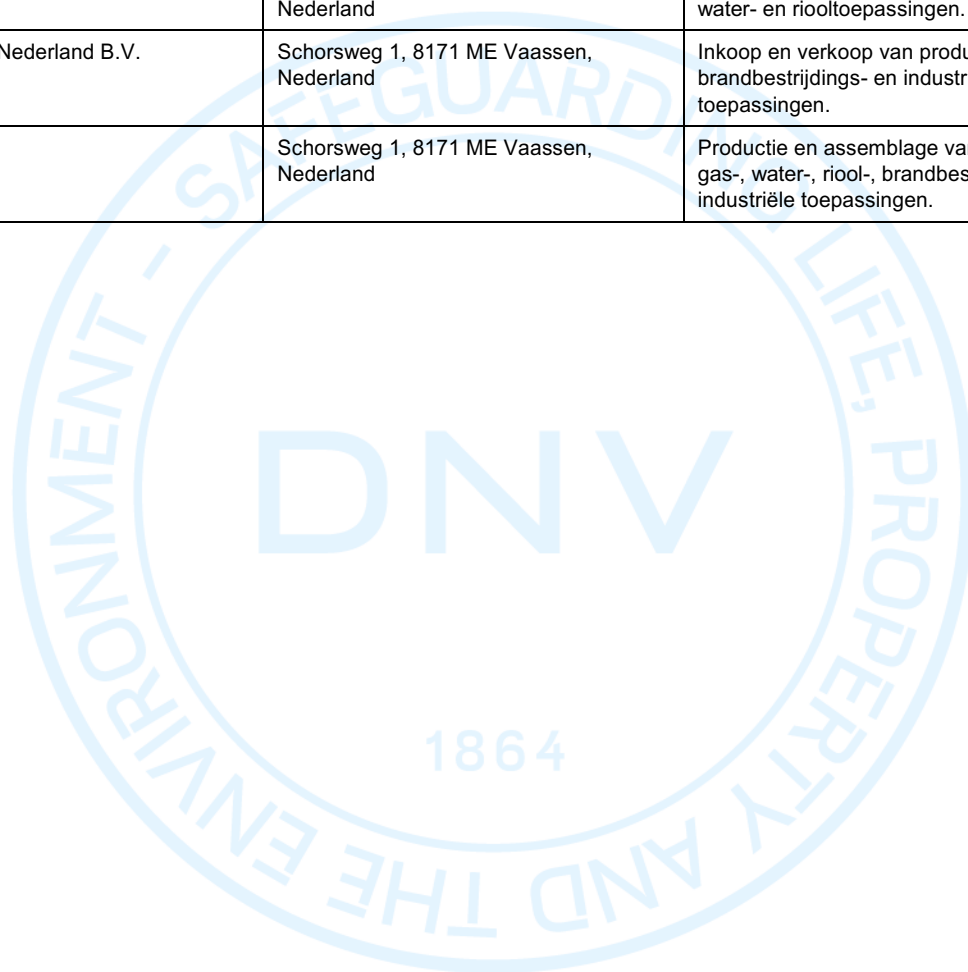 Nederland
water- en riooltoepassingen.
Nederland B.V.
Schorsweg 1, 8171 ME Vaassen,
Nederland
Inkoop en verkoop van produ
brandbestrijdings- en industr
toepassingen.
Schorsweg 1, 8171 ME Vaassen,
Nederland
Productie en assemblage va
gas-, water-, riool-, brandbes
industriële toepassingen.
SAFEGUARDING LIFE, PROPERTY AND THE ENVIRONMENT -
DNV
1864